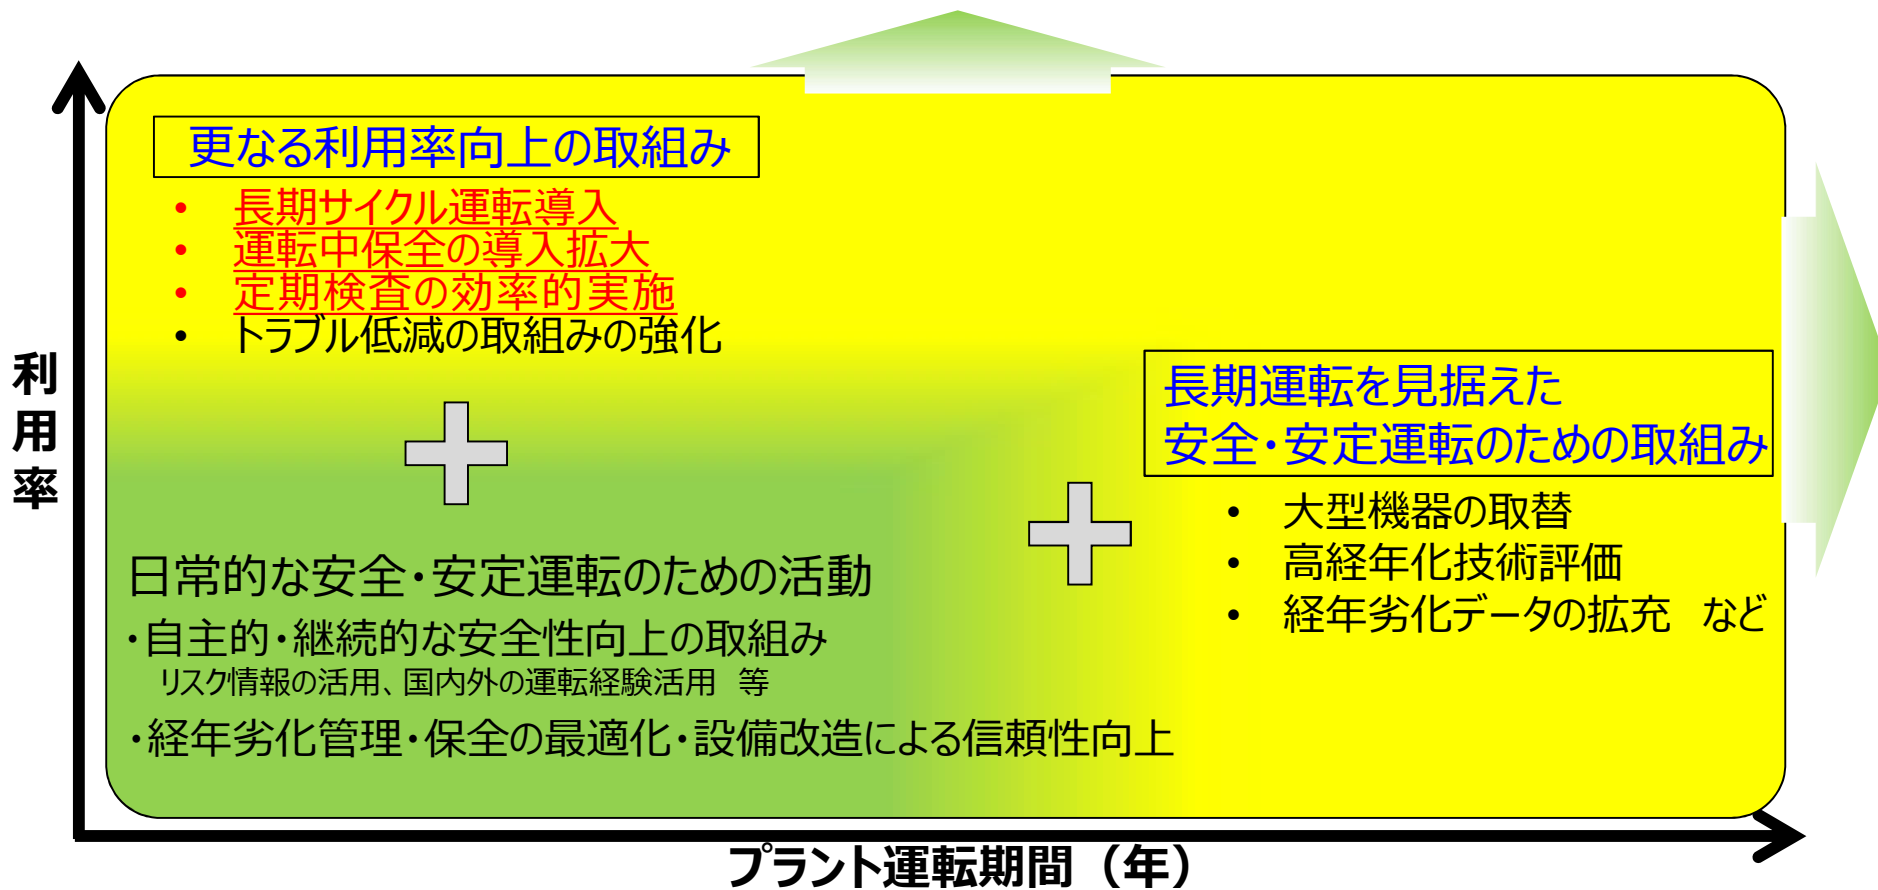 更なる利用率向上の取組み
• 長期サイクル運転導入
• 運転中保全の導入拡大
• 定期検査の効率的実施
• トラブル低減の取組みの強化
利用率
長期運転を見据えた
安全・安定運転のための取組み
• 大型機器の取替
• 高経年化技術評価
• 経年劣化データの拡充 など
日常的な安全・安定運転のための活動
・自主的・継続的な安全性向上の取組み
リスク情報の活用、国内外の運転経験活用 等
・経年劣化管理・保全の最適化・設備改造による信頼性向上
プラント運転期間（年）